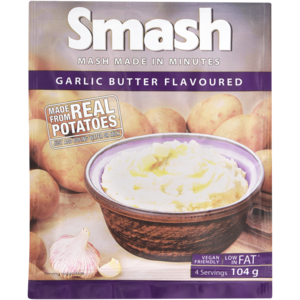 Smash
MASH MADE IN MINUTES
GARLIC BUTTER FLAVOURED
MADE
FROM REAL
POTATOES
VEGAN
FRIENDLY
LOW
IN FAT
4 Servings 104 g